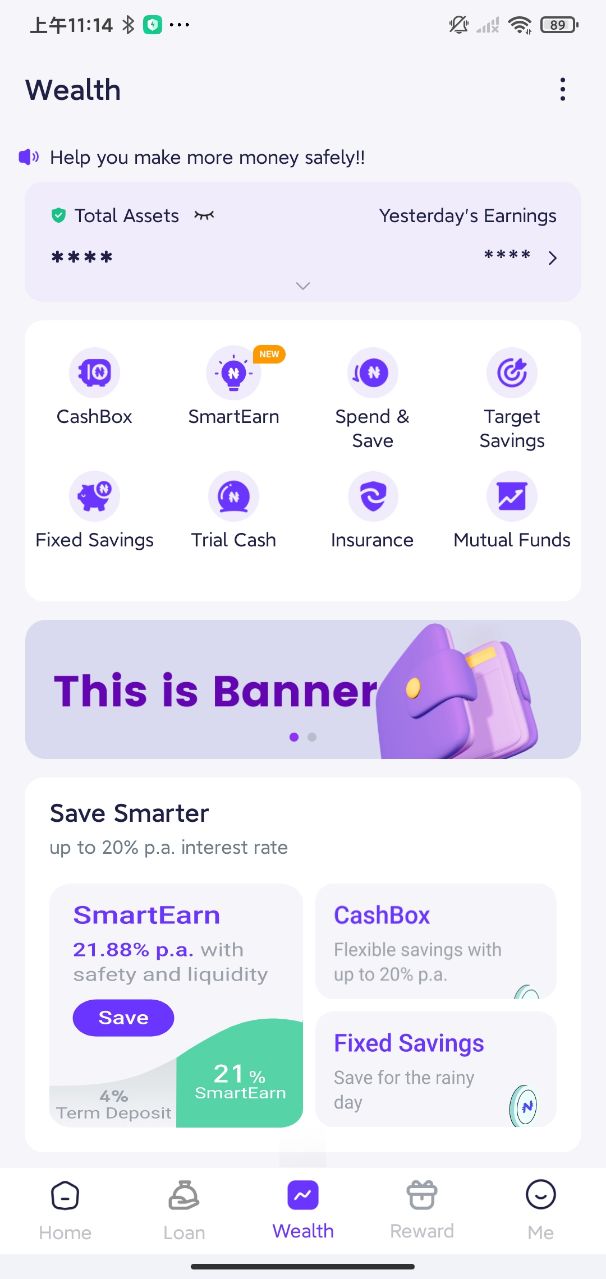 上午11:14
89
Wealth
Help you make more money safely!!
Total Assets
Yesterday's Earnings
****
****
NEW
CashBox
SmartEarn
Spend &
Save
Target
Savings
Fixed Savings
Trial Cash
Insurance
Mutual Funds
This is Banner
Save Smarter
up to 20% p.a. interest rate
SmartEarn
21.88% p.a. with
safety and liquidity
Save
4%
Term Deposit
21%
SmartEarn
CashBox
Flexible savings with
up to 20% p.a.
Fixed Savings
Save for the rainy
day
Home
Loan
Wealth
Reward
Me